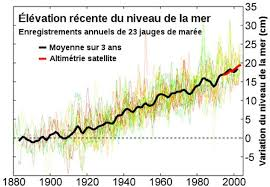 Élévation récente du niveau de la mer
Enregistrements annuels de 23 jauges de marée
Moyenne sur 3 ans
Altimétrie satellite
Variation du niveau de la mer (cm)
35
30
25
20
15
10
5
0
-5
1880 1900 1920 1940 1960 1980 2000